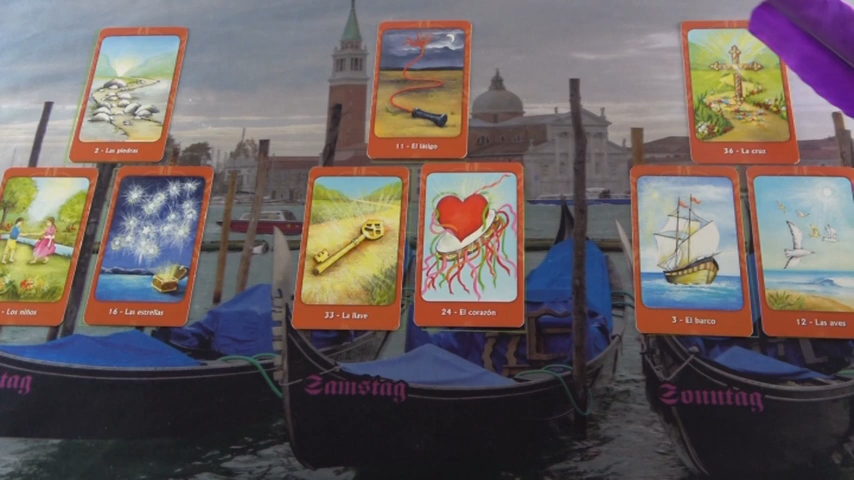 2 - Las piedras
11 - El látigo
36 - La cruz
- Los niños
16 - Las estrellas
33 - La llave
24 - El corazón
3 - El barco
12 - Las aves
tag
Samstag
Sonntag